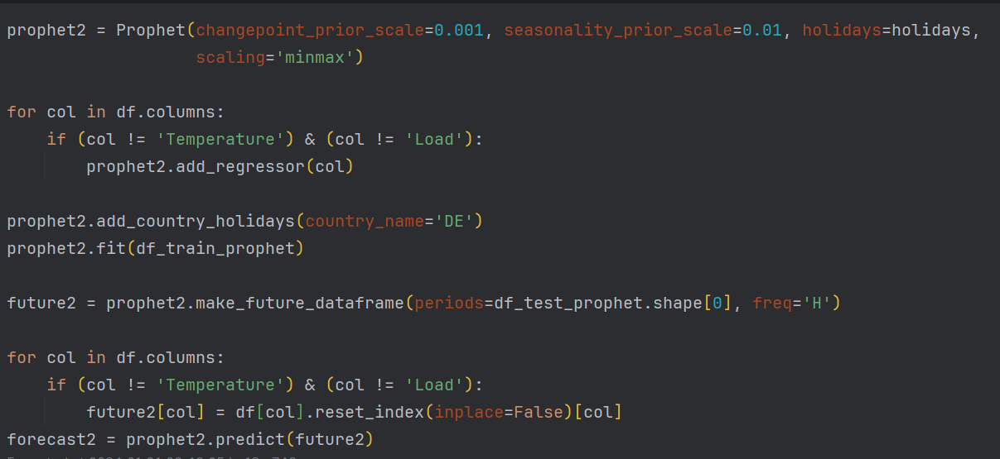 prophet2 = Prophet(changepoint_prior_scale=0.001, seasonality_prior_scale=0.01, holidays=holidays,
                   scaling='minmax')
for col in df.columns:
    if (col != 'Temperature') & (col != 'Load'):
        prophet2.add_regressor(col)
prophet2.add_country_holidays(country_name='DE')
prophet2.fit(df_train_prophet)
future2 = prophet2.make_future_dataframe(periods=df_test_prophet.shape[0], freq='H')
for col in df.columns:
    if (col != 'Temperature') & (col != 'Load'):
        future2[col] = df[col].reset_index(inplace=False)[col]
forecast2 = prophet2.predict(future2)